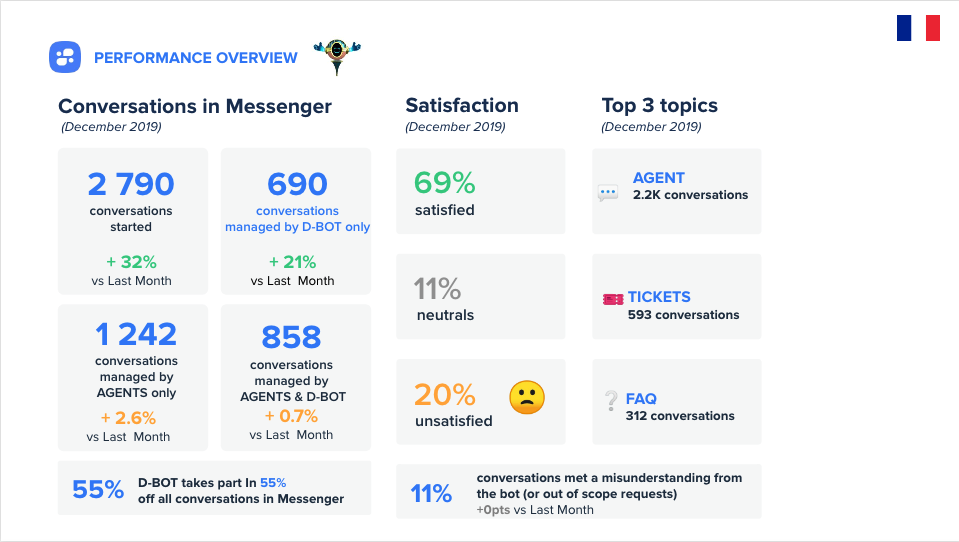 PERFORMANCE OVERVIEW
Conversations in Messenger
(December 2019)
2 790
conversations
started
+ 32%
vs Last Month
690
conversations
managed by D-BOT only
+ 21%
vs Last Month
1 242
conversations
managed by
AGENTS only
+ 2.6%
vs Last Month
858
conversations
managed by
AGENTS & D-BOT
+ 0.7%
vs Last Month
55%
D-BOT takes part In 55%
off all conversations in Messenger
Satisfaction
(December 2019)
69%
satisfied
11%
neutrals
20%
unsatisfied
Top 3 topics
(December 2019)
AGENT
2.2K conversations
TICKETS
593 conversations
FAQ
312 conversations
11%
conversations met a misunderstanding from
the bot (or out of scope requests)
+0pts vs Last Month